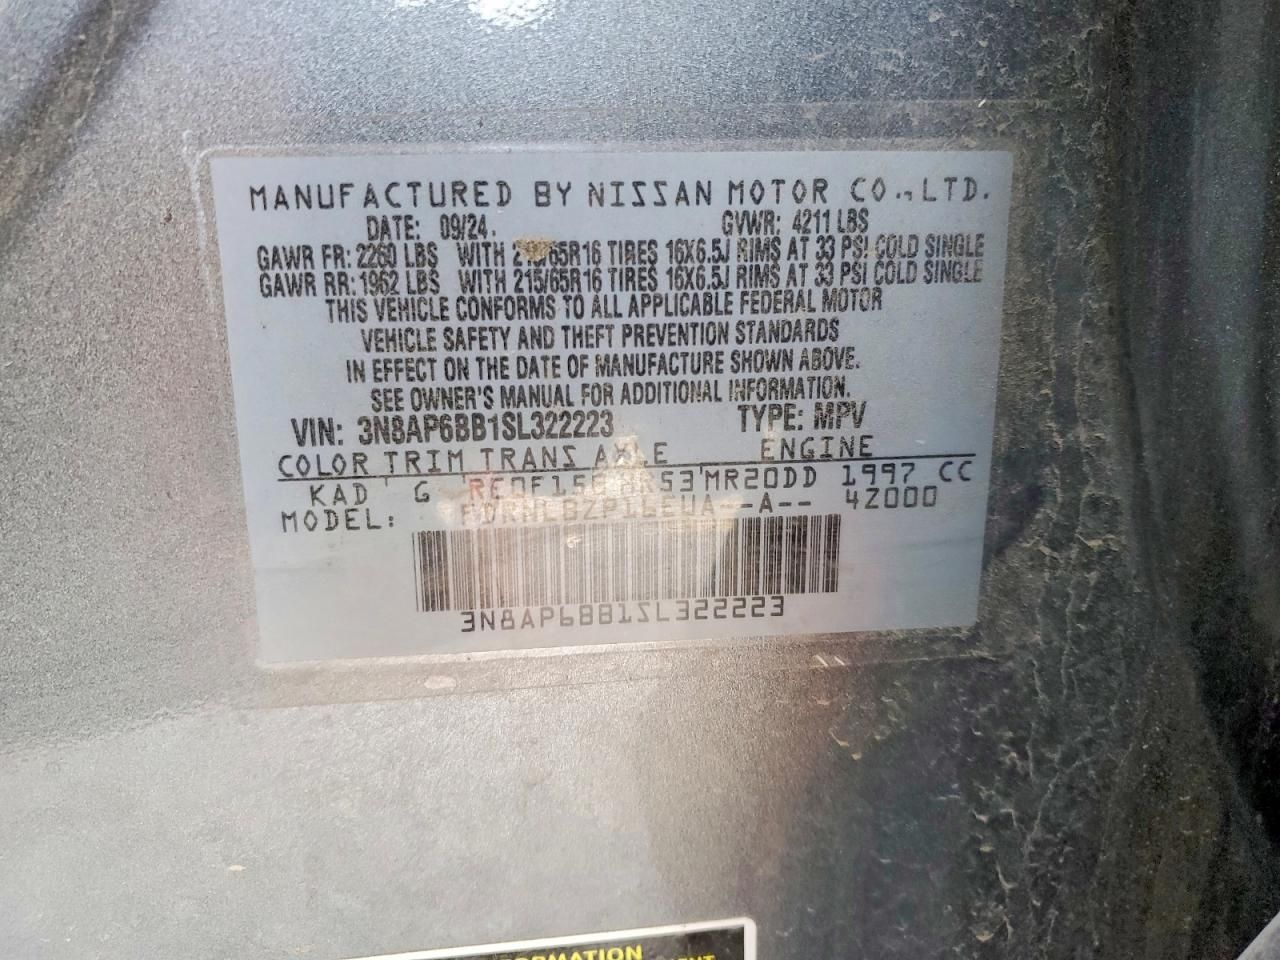 MANUFACTURED BY NISSAN MOTOR CO.,LTD.
DATE: 09/24. GVWR: 4211 LBS
GAWR FR: 2260 LBS WITH 215/65R16 TIRES 16X6.5J RIMS AT 33 PSI COLD SINGLE
GAWR RR: 1962 LBS WITH 215/65R16 TIRES 16X6.5J RIMS AT 33 PSI COLD SINGLE
THIS VEHICLE CONFORMS TO ALL APPLICABLE FEDERAL MOTOR
VEHICLE SAFETY AND THEFT PREVENTION STANDARDS
IN EFFECT ON THE DATE OF MANUFACTURE SHOWN ABOVE.
SEE OWNER'S MANUAL FOR ADDITIONAL INFORMATION.
VIN: 3N8AP6BB1SL322223 TYPE: MPV
COLOR TRIM TRANS AXLE ENGINE
KAD G MR20DD 1997 CC
MODEL: 4Z000
3N8AP6BB1SL322223